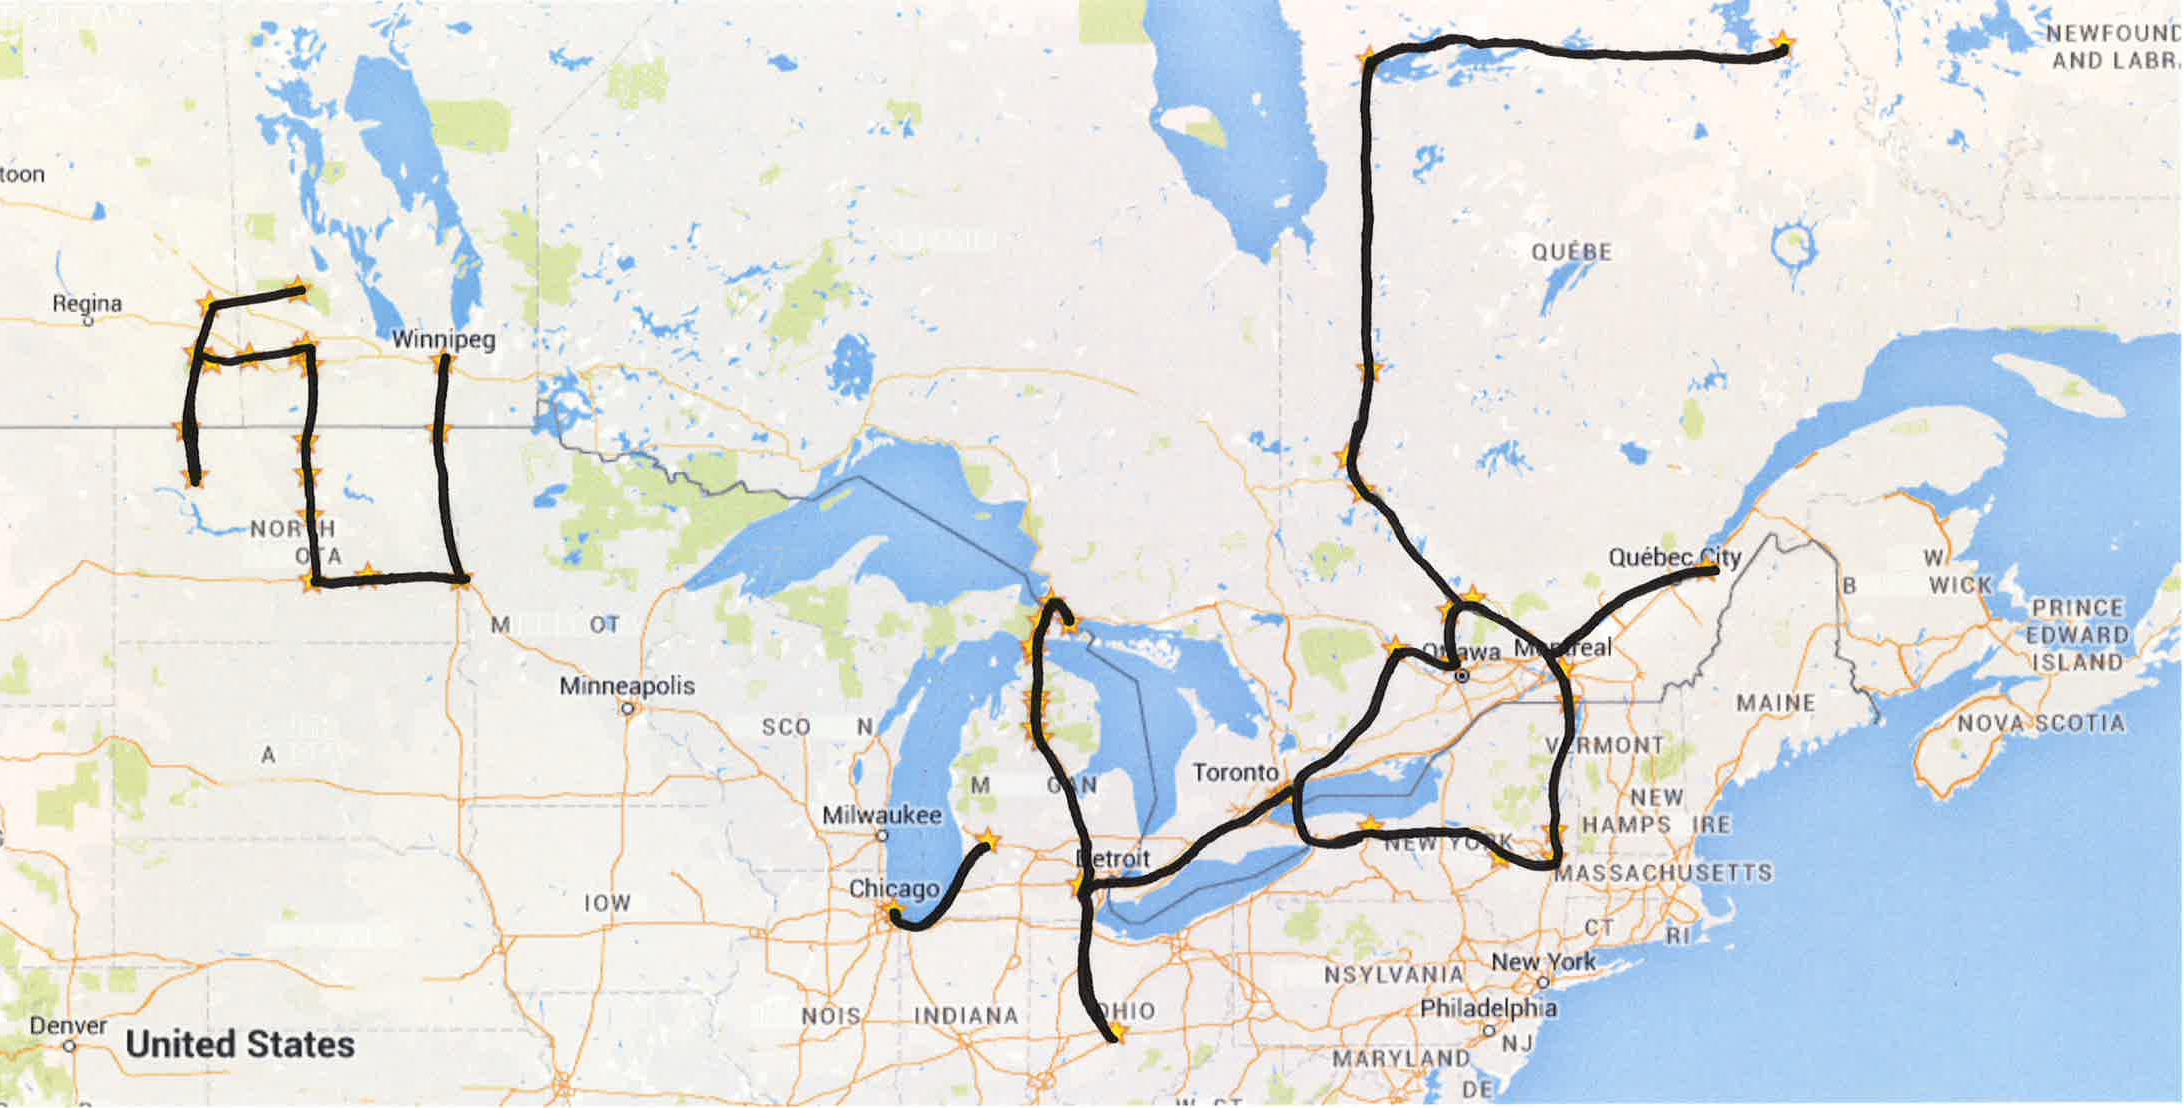 NEWFOUND
AND LABR.
toon
QUÉBE
Regina
Winnipeg
NOR H
OTA
Québec City
W
B
WICK
PRINCE
EDWARD
ISLAND
M
OT
Ottawa
Montreal
Minneapolis
MAINE
NOVA SCOTIA
SCO N
A
VERMONT
Toronto
M GAN
NEW
HAMPS IRE
Milwaukee
NEW YORK
Detroit
MASSACHUSETTS
Chicago
IOW
CT
RI
New York
NSYLVANIA
Philadelphia
NOIS
INDIANA
OHIO
Denver
United States
NJ
MARYLAND
DE